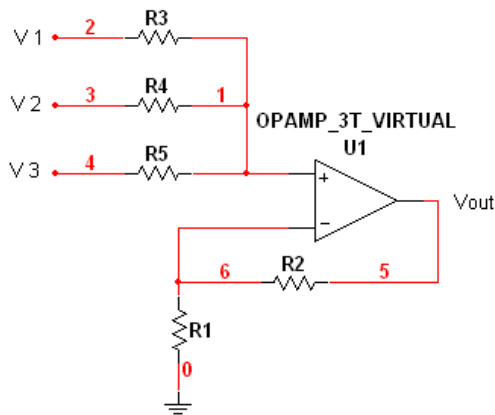 V1 2 R3
V2 3 R4 1
OPAMP_3T_VIRTUAL
U1
V3 4 R5
+
Vout
−
6 R2 5
R1
0